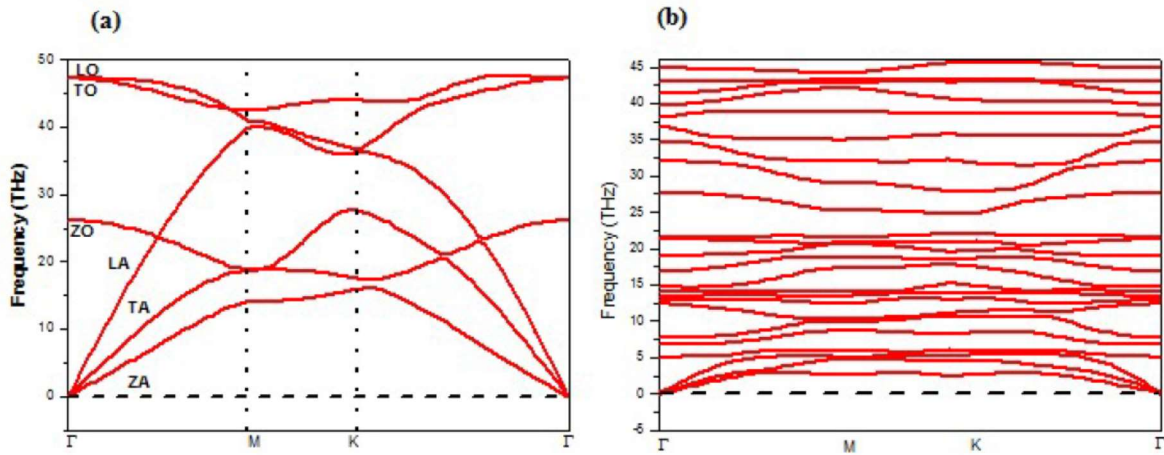 (a)
(b)
50
40
30
20
10
0
Frequency (THz)
LO
TO
ZO
LA
TA
ZA
Γ
M
K
Γ
45
40
35
30
25
20
15
10
5
0
-5
Frequency (THz)
Γ
M
K
Γ